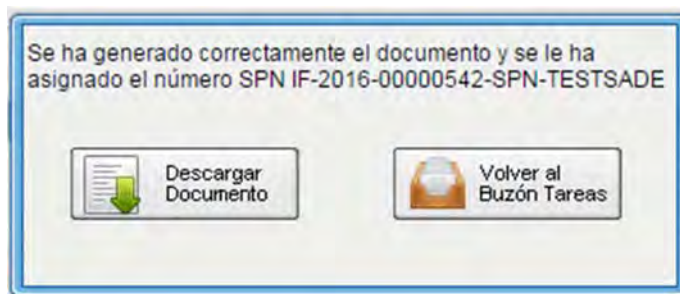 Se ha generado correctamente el documento y se le ha
asignado el número SPN IF-2016-00000542-SPN-TESTSADE
Descargar
Documento
Volver al
Buzón Tareas